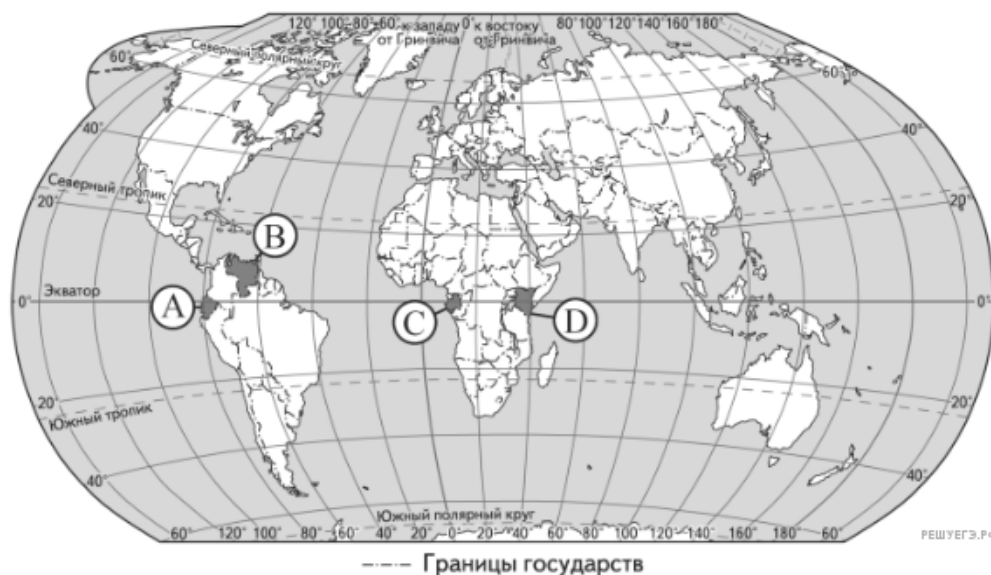 120° 100° 80° 60° к западу 0° к востоку 80° 100° 120° 140° 160° 180°
от Гринвича от Гринвича
Северный полярный круг
60° 60°
40° 40°
Северный тропик
20° 20°
B
Экватор
0° 0°
A C D
20° 20°
Южный тропик
40° 40°
Южный полярный круг
60° 120° 100° 80° 60° 40° 20° 0° 20° 40° 60° 80° 100° 120° 140° 160° 180° 60°
РЕШУЕГЭ.РФ
Границы государств